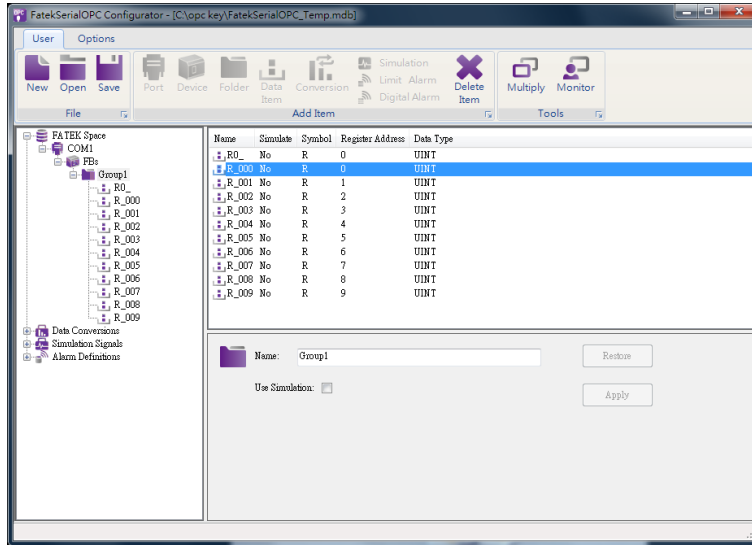 FatekSerialOPC Configurator - [C:\opc key\FatekSerialOPC_Temp.mdb]
User Options
New Open Save Port Device Folder Data Item Conversion Simulation Limit Alarm Digital Alarm Delete Item Multiply Monitor
File Add Item Tools
FATEK Space
COM1
FBs
Group1
R0_
R_000
R_001
R_002
R_003
R_004
R_005
R_006
R_007
R_008
R_009
Data Conversions
Simulation Signals
Alarm Definitions
Name Simulate Symbol Register Address Data Type
R0_ No R 0 UINT
R_000 No R 0 UINT
R_001 No R 1 UINT
R_002 No R 2 UINT
R_003 No R 3 UINT
R_004 No R 4 UINT
R_005 No R 5 UINT
R_006 No R 6 UINT
R_007 No R 7 UINT
R_008 No R 8 UINT
R_009 No R 9 UINT
Name: Group1 Restore
Use Simulation: Apply